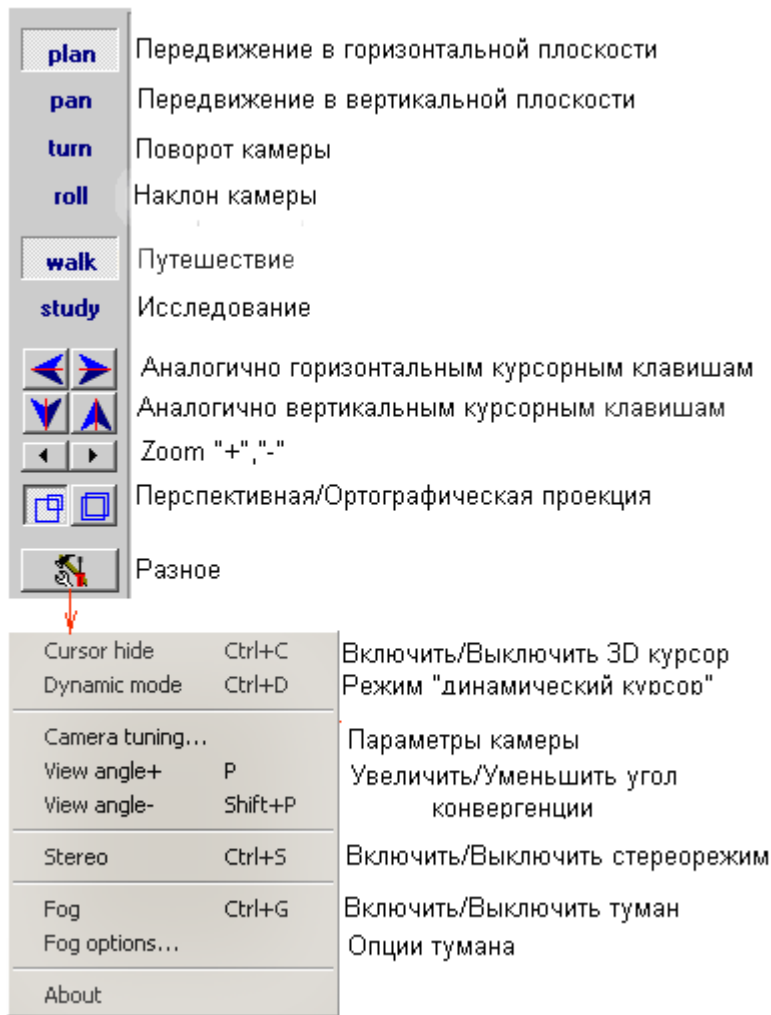 plan Передвижение в горизонтальной плоскости
pan Передвижение в вертикальной плоскости
turn Поворот камеры
roll Наклон камеры
walk Путешествие
study Исследование
Аналогично горизонтальным курсорным клавишам
Аналогично вертикальным курсорным клавишам
Zoom "+","-"
Перспективная/Ортографическая проекция
Разное
Cursor hide Ctrl+C Включить/Выключить 3D курсор
Dynamic mode Ctrl+D Режим "динамический курсор"
Camera tuning... Параметры камеры
View angle+ P Увеличить/Уменьшить угол
View angle- Shift+P конвергенции
Stereo Ctrl+S Включить/Выключить стереорежим
Fog Ctrl+G Включить/Выключить туман
Fog options... Опции тумана
About